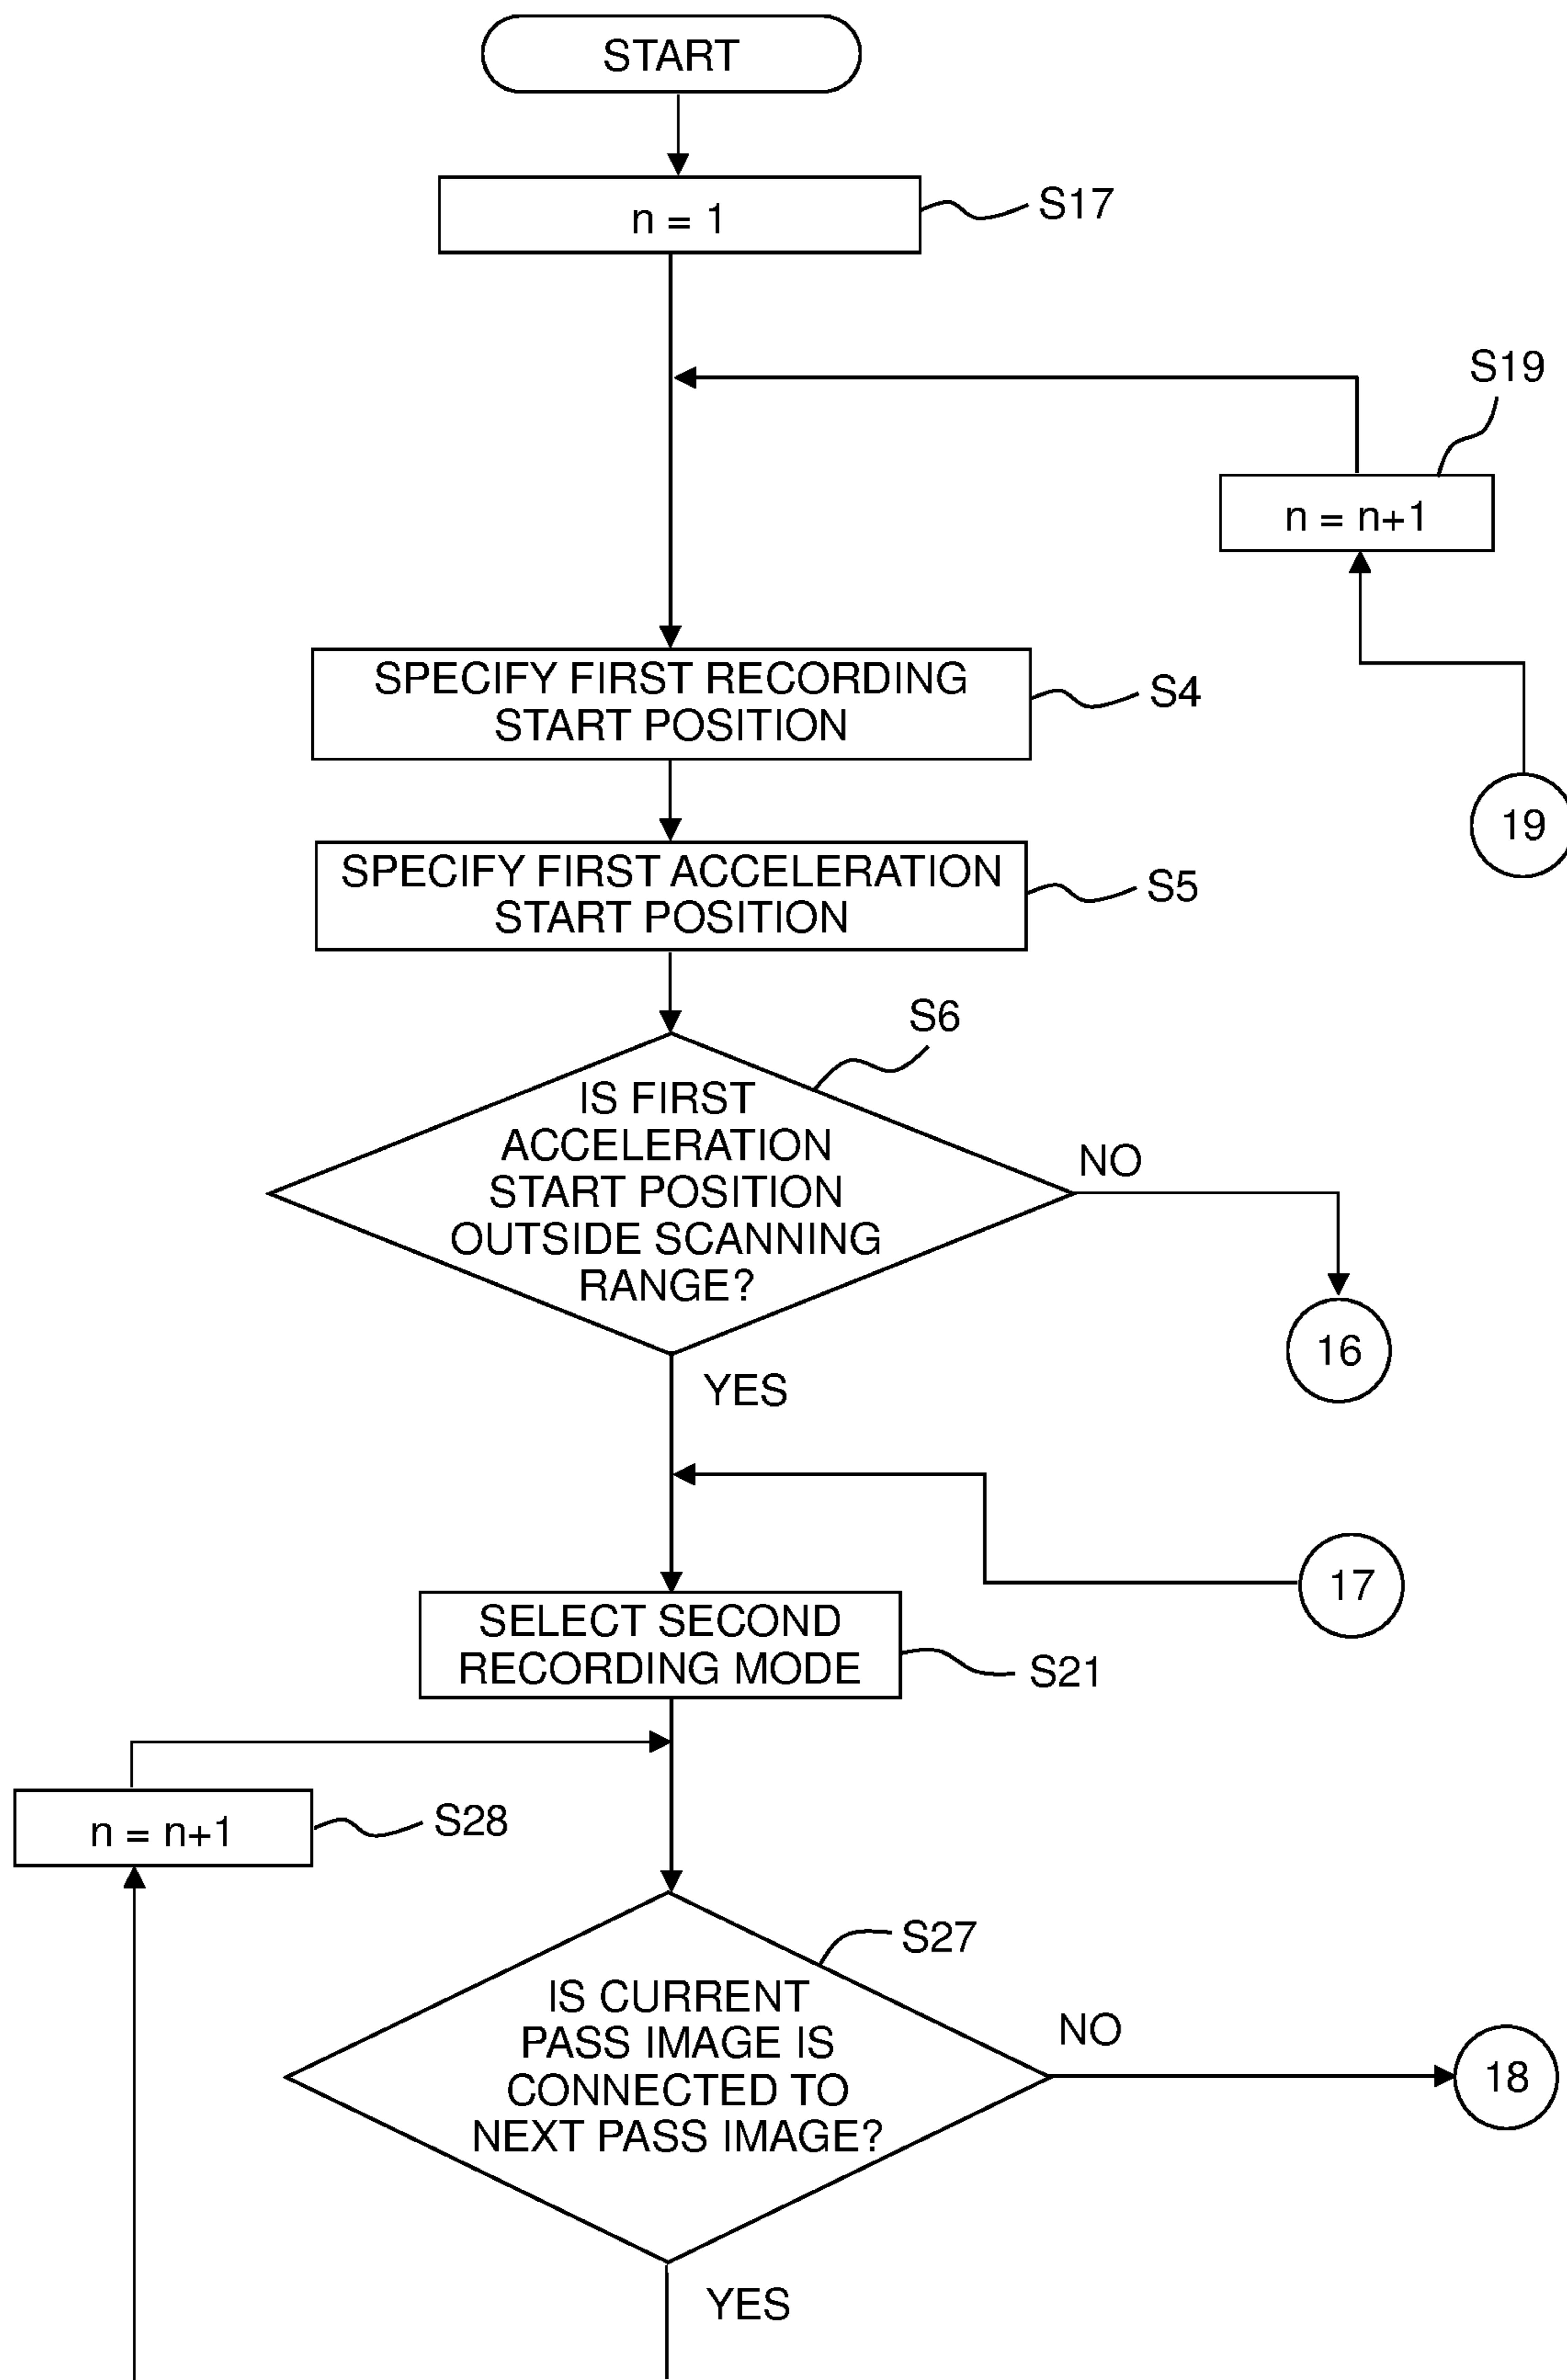 START
n = 1
S17
S19
n = n+1
SPECIFY FIRST RECORDING
START POSITION
S4
19
SPECIFY FIRST ACCELERATION
START POSITION
S5
S6
IS FIRST
ACCELERATION
START POSITION
OUTSIDE SCANNING
RANGE?
NO
16
YES
17
SELECT SECOND
RECORDING MODE
S21
n = n+1
S28
S27
IS CURRENT
PASS IMAGE IS
CONNECTED TO
NEXT PASS IMAGE?
NO
18
YES